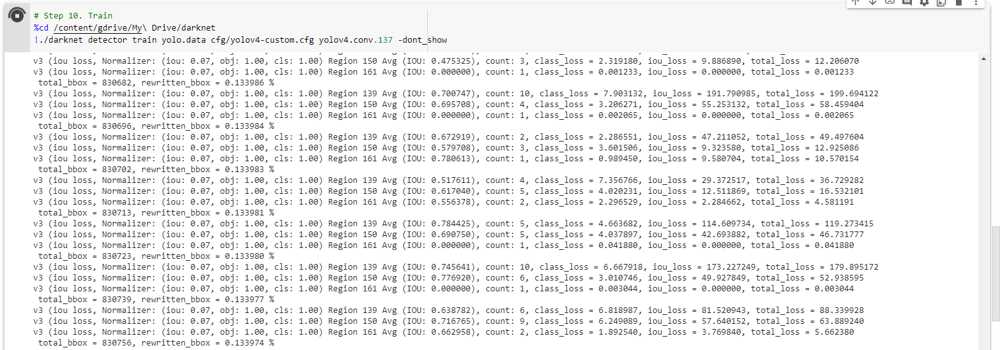 # Step 10. Train
%cd /content/gdrive/My\ Drive/darknet
!./darknet detector train yolo.data cfg/yolov4-custom.cfg yolov4.conv.137 -dont_show
v3 (iou loss, Normalizer: (iou: 0.07, obj: 1.00, cls: 1.00) Region 150 Avg (IOU: 0.475325), count: 3, class_loss = 2.319180, iou_loss = 9.886890, total_loss = 12.206070
v3 (iou loss, Normalizer: (iou: 0.07, obj: 1.00, cls: 1.00) Region 161 Avg (IOU: 0.000000), count: 1, class_loss = 0.001233, iou_loss = 0.000000, total_loss = 0.001233
total_bbox = 830682, rewritten_bbox = 0.133986 %
v3 (iou loss, Normalizer: (iou: 0.07, obj: 1.00, cls: 1.00) Region 139 Avg (IOU: 0.700747), count: 10, class_loss = 7.903132, iou_loss = 191.790985, total_loss = 199.694122
v3 (iou loss, Normalizer: (iou: 0.07, obj: 1.00, cls: 1.00) Region 150 Avg (IOU: 0.695708), count: 4, class_loss = 3.206271, iou_loss = 55.253132, total_loss = 58.459404
v3 (iou loss, Normalizer: (iou: 0.07, obj: 1.00, cls: 1.00) Region 161 Avg (IOU: 0.000000), count: 1, class_loss = 0.002065, iou_loss = 0.000000, total_loss = 0.002065
total_bbox = 830696, rewritten_bbox = 0.133984 %
v3 (iou loss, Normalizer: (iou: 0.07, obj: 1.00, cls: 1.00) Region 139 Avg (IOU: 0.672919), count: 2, class_loss = 2.286551, iou_loss = 47.211052, total_loss = 49.497604
v3 (iou loss, Normalizer: (iou: 0.07, obj: 1.00, cls: 1.00) Region 150 Avg (IOU: 0.579708), count: 3, class_loss = 3.601506, iou_loss = 9.323580, total_loss = 12.925086
v3 (iou loss, Normalizer: (iou: 0.07, obj: 1.00, cls: 1.00) Region 161 Avg (IOU: 0.780613), count: 1, class_loss = 0.989450, iou_loss = 9.580704, total_loss = 10.570154
total_bbox = 830702, rewritten_bbox = 0.133983 %
v3 (iou loss, Normalizer: (iou: 0.07, obj: 1.00, cls: 1.00) Region 139 Avg (IOU: 0.517611), count: 4, class_loss = 7.356766, iou_loss = 29.372517, total_loss = 36.729282
v3 (iou loss, Normalizer: (iou: 0.07, obj: 1.00, cls: 1.00) Region 150 Avg (IOU: 0.617040), count: 5, class_loss = 4.020231, iou_loss = 12.511869, total_loss = 16.532101
v3 (iou loss, Normalizer: (iou: 0.07, obj: 1.00, cls: 1.00) Region 161 Avg (IOU: 0.556378), count: 2, class_loss = 2.296529, iou_loss = 2.284662, total_loss = 4.581191
total_bbox = 830713, rewritten_bbox = 0.133981 %
v3 (iou loss, Normalizer: (iou: 0.07, obj: 1.00, cls: 1.00) Region 139 Avg (IOU: 0.784425), count: 5, class_loss = 4.663682, iou_loss = 114.609734, total_loss = 119.273415
v3 (iou loss, Normalizer: (iou: 0.07, obj: 1.00, cls: 1.00) Region 150 Avg (IOU: 0.690750), count: 5, class_loss = 4.037897, iou_loss = 42.693882, total_loss = 46.731777
v3 (iou loss, Normalizer: (iou: 0.07, obj: 1.00, cls: 1.00) Region 161 Avg (IOU: 0.000000), count: 1, class_loss = 0.041880, iou_loss = 0.000000, total_loss = 0.041880
total_bbox = 830723, rewritten_bbox = 0.133980 %
v3 (iou loss, Normalizer: (iou: 0.07, obj: 1.00, cls: 1.00) Region 139 Avg (IOU: 0.745641), count: 10, class_loss = 6.667918, iou_loss = 173.227249, total_loss = 179.895172
v3 (iou loss, Normalizer: (iou: 0.07, obj: 1.00, cls: 1.00) Region 150 Avg (IOU: 0.776920), count: 6, class_loss = 3.010746, iou_loss = 49.927849, total_loss = 52.938595
v3 (iou loss, Normalizer: (iou: 0.07, obj: 1.00, cls: 1.00) Region 161 Avg (IOU: 0.000000), count: 1, class_loss = 0.003044, iou_loss = 0.000000, total_loss = 0.003044
total_bbox = 830739, rewritten_bbox = 0.133977 %
v3 (iou loss, Normalizer: (iou: 0.07, obj: 1.00, cls: 1.00) Region 139 Avg (IOU: 0.638782), count: 6, class_loss = 6.818987, iou_loss = 81.520943, total_loss = 88.339928
v3 (iou loss, Normalizer: (iou: 0.07, obj: 1.00, cls: 1.00) Region 150 Avg (IOU: 0.716765), count: 9, class_loss = 6.249089, iou_loss = 57.640152, total_loss = 63.889240
v3 (iou loss, Normalizer: (iou: 0.07, obj: 1.00, cls: 1.00) Region 161 Avg (IOU: 0.662958), count: 2, class_loss = 1.892540, iou_loss = 3.769840, total_loss = 5.662380
total_bbox = 830756, rewritten_bbox = 0.133974 %